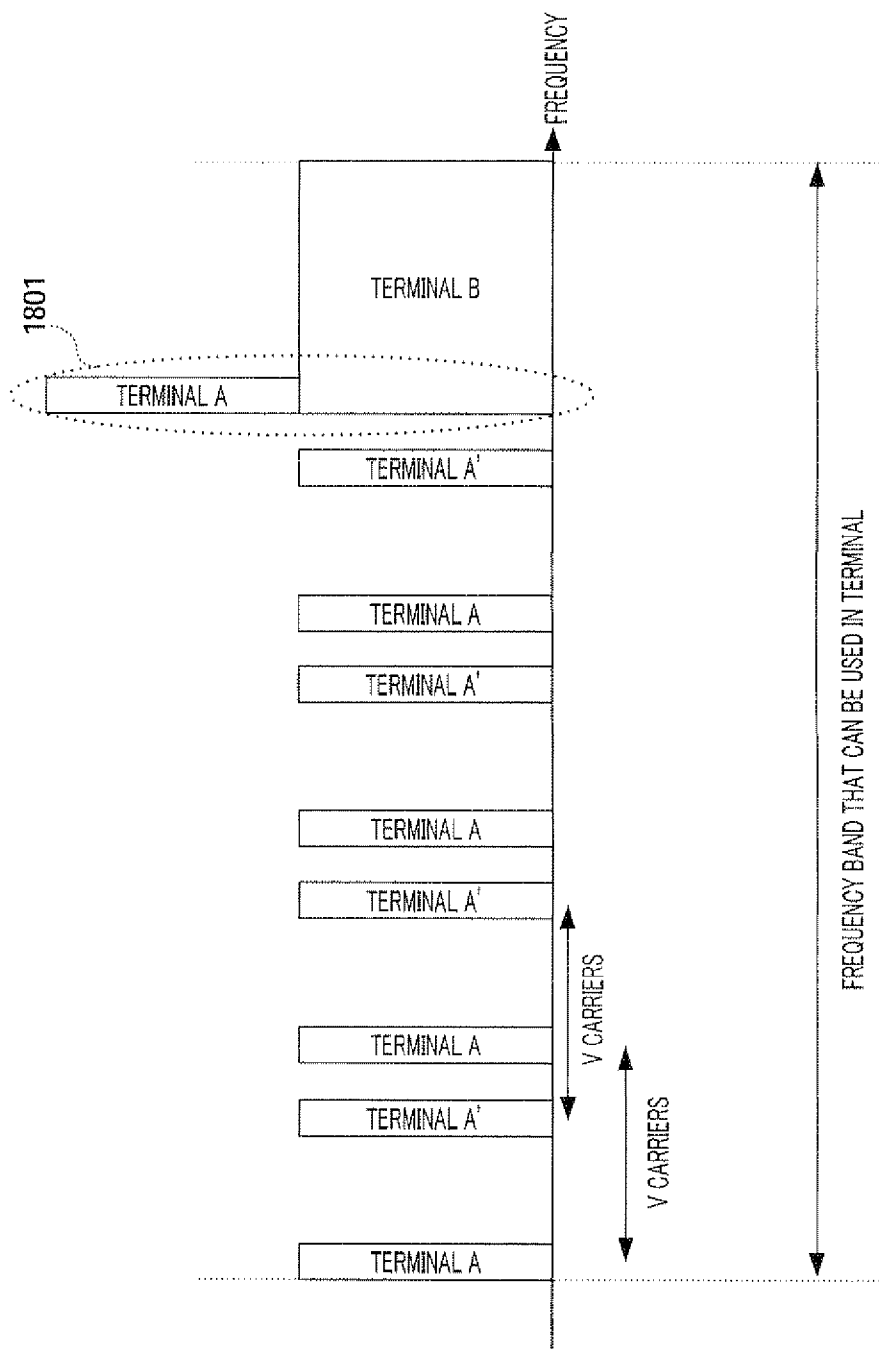 1801
TERMINAL A
TERMINAL B
TERMINAL A
TERMINAL A'
TERMINAL A
TERMINAL A'
TERMINAL A
TERMINAL A'
TERMINAL A
TERMINAL A'
FREQUENCY
V CARRIERS
V CARRIERS
FREQUENCY BAND THAT CAN BE USED IN TERMINAL